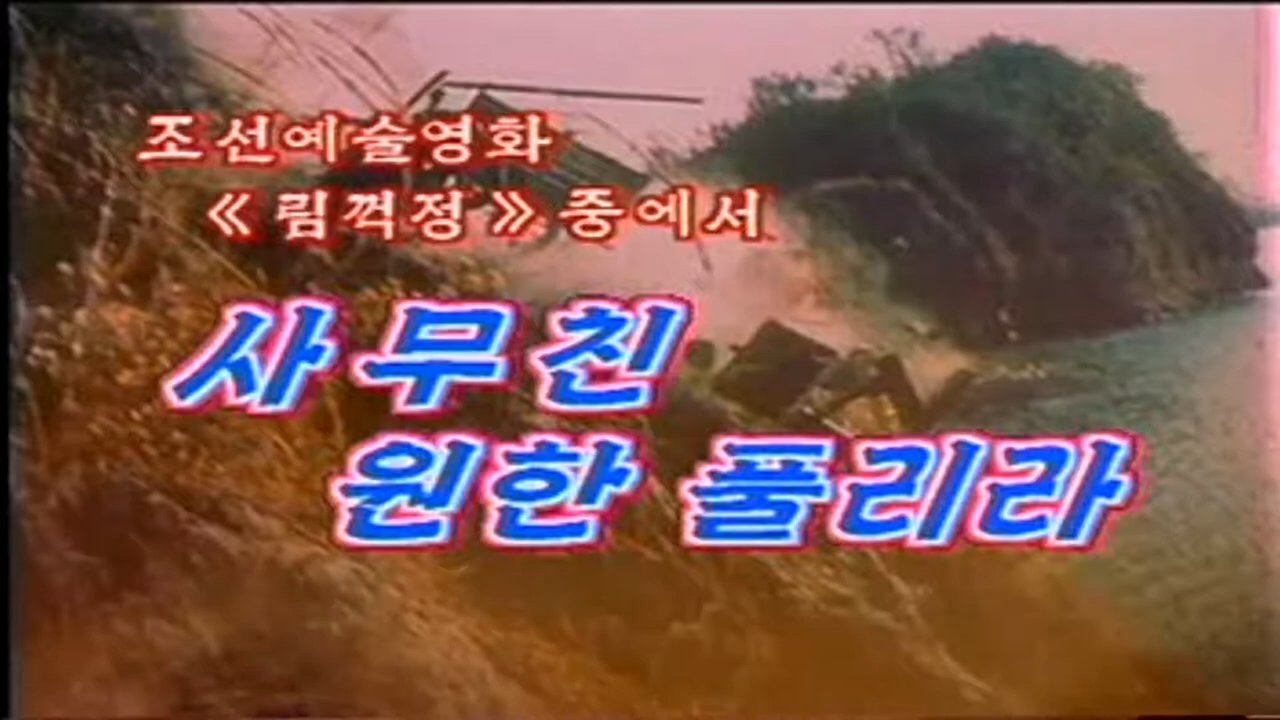 조선예술영화
《림꺽정》중에서
사무친
원한 풀리라